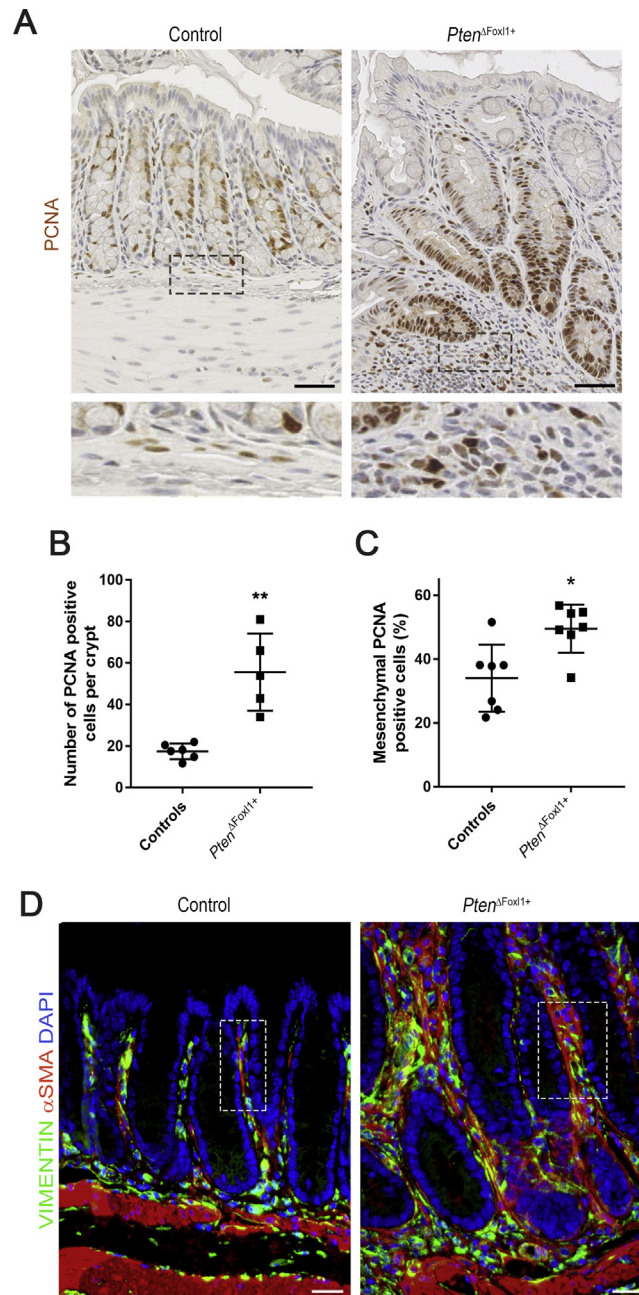 A
Control
Pten^ΔFoxl1+
PCNA
B
C
Number of PCNA positive
cells per crypt
100
80
60
40
20
0
**
Controls
Pten^ΔFoxl1+
Mesenchymal PCNA
positive cells (%)
60
40
20
0
*
Controls
Pten^ΔFoxl1+
D
Control
Pten^ΔFoxl1+
VIMENTIN αSMA DAPI